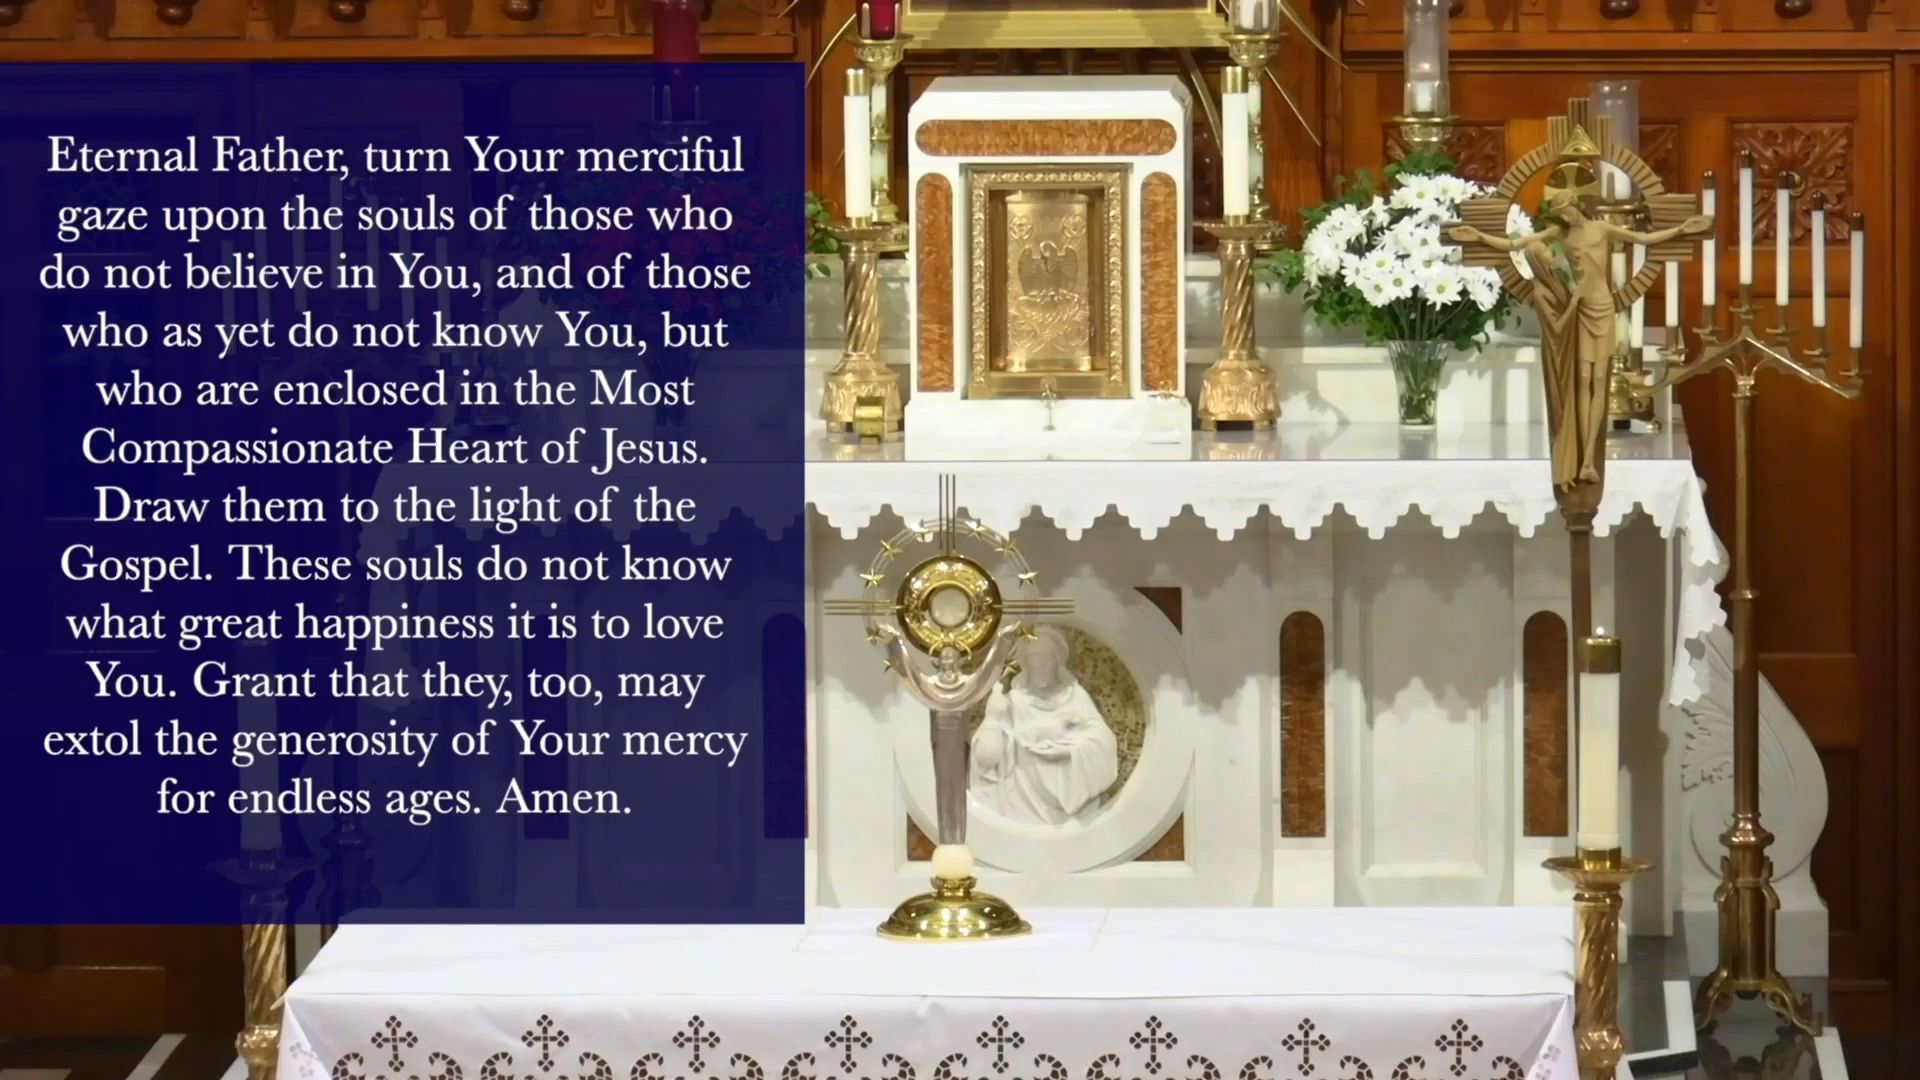 Eternal Father, turn Your merciful
gaze upon the souls of those who
do not believe in You, and of those
who as yet do not know You, but
who are enclosed in the Most
Compassionate Heart of Jesus.
Draw them to the light of the
Gospel. These souls do not know
what great happiness it is to love
You. Grant that they, too, may
extol the generosity of Your mercy
for endless ages. Amen.